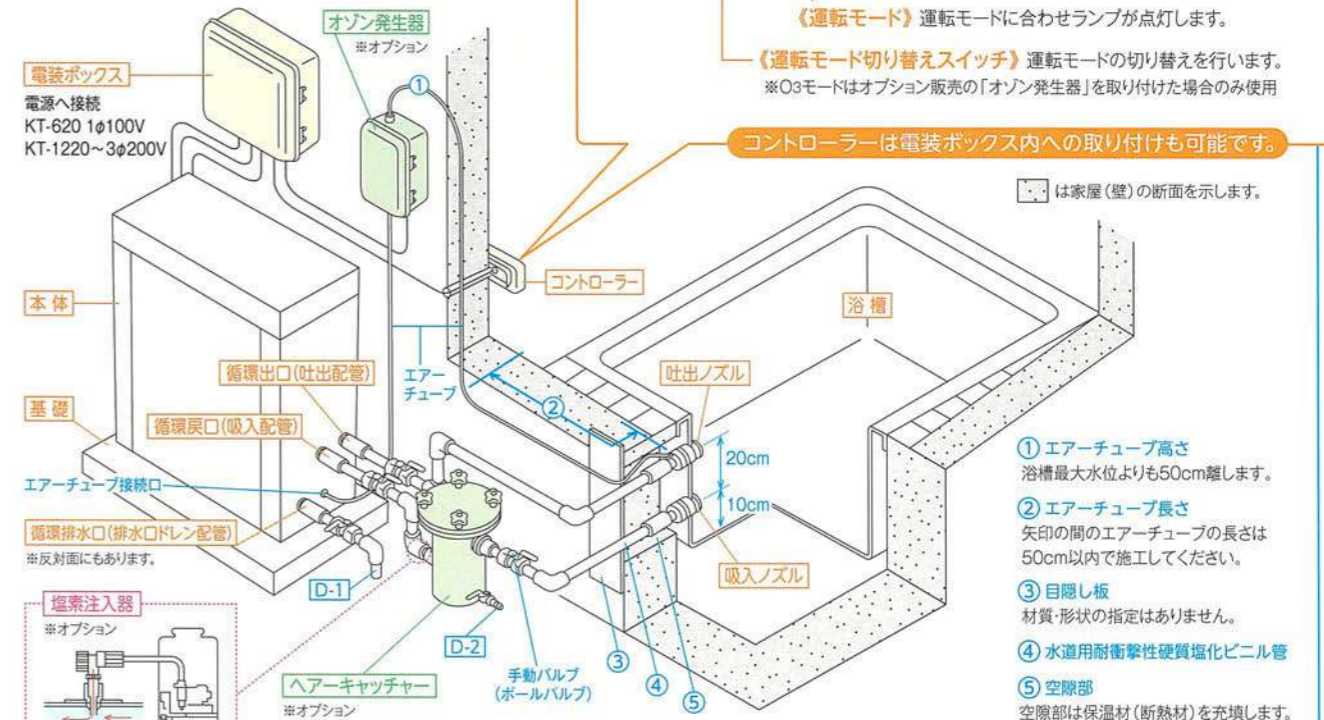 《運転モード》運転モードに合わせランプが点灯します。
《運転モード切り替えスイッチ》運転モードの切り替えを行います。
※O3モードはオプション販売の「オゾン発生器」を取り付けた場合のみ使用
コントローラーは電装ボックス内への取り付けも可能です。
は家屋(壁)の断面を示します。
オゾン発生器
※オプション
①
電装ボックス
電源へ接続
KT-620 1φ100V
KT-1220～3φ200V
コントローラー
浴槽
本体
循環出口(吐出配管)
エアー
チューブ
②
吐出ノズル
基礎
循環戻口(吸入配管)
20cm
10cm
エアーチューブ接続口
循環排水口(排水口ドレン配管)
※反対面にもあります。
吸入ノズル
D-1
D-2
塩素注入器
※オプション
ヘアーキャッチャー
※オプション
手動バルブ
(ボールバルブ)
③
④
⑤
① エアーチューブ高さ
浴槽最大水位よりも50cm離します。
② エアーチューブ長さ
矢印の間のエアーチューブの長さは
50cm以内で施工してください。
③ 目隠し板
材質・形状の指定はありません。
④ 水道用耐衝撃性硬質塩化ビニル管
⑤ 空隙部
空隙部は保温材(断熱材)を充填します。